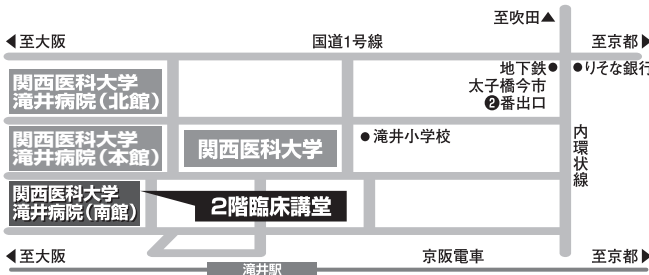 至吹田▲
◀至大阪
国道1号線
至京都▶
関西医科大学
滝井病院(北館)
地下鉄●
太子橋今市
❷番出口
●りそな銀行
関西医科大学
滝井病院(本館)
関西医科大学
●滝井小学校
内環状線
関西医科大学
滝井病院(南館)
2階臨床講堂
◀至大阪
京阪電車
至京都▶
滝井駅